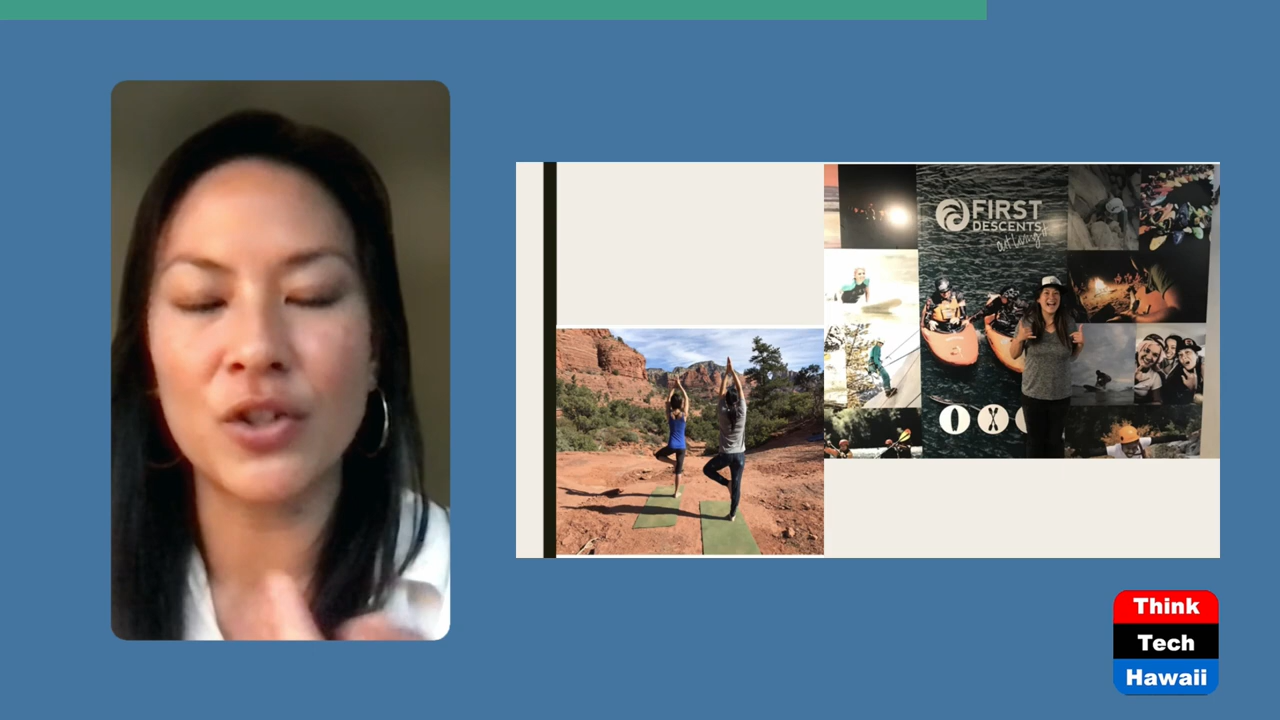 FIRST
DESCENTS
out living it
Think
Tech
Hawaii